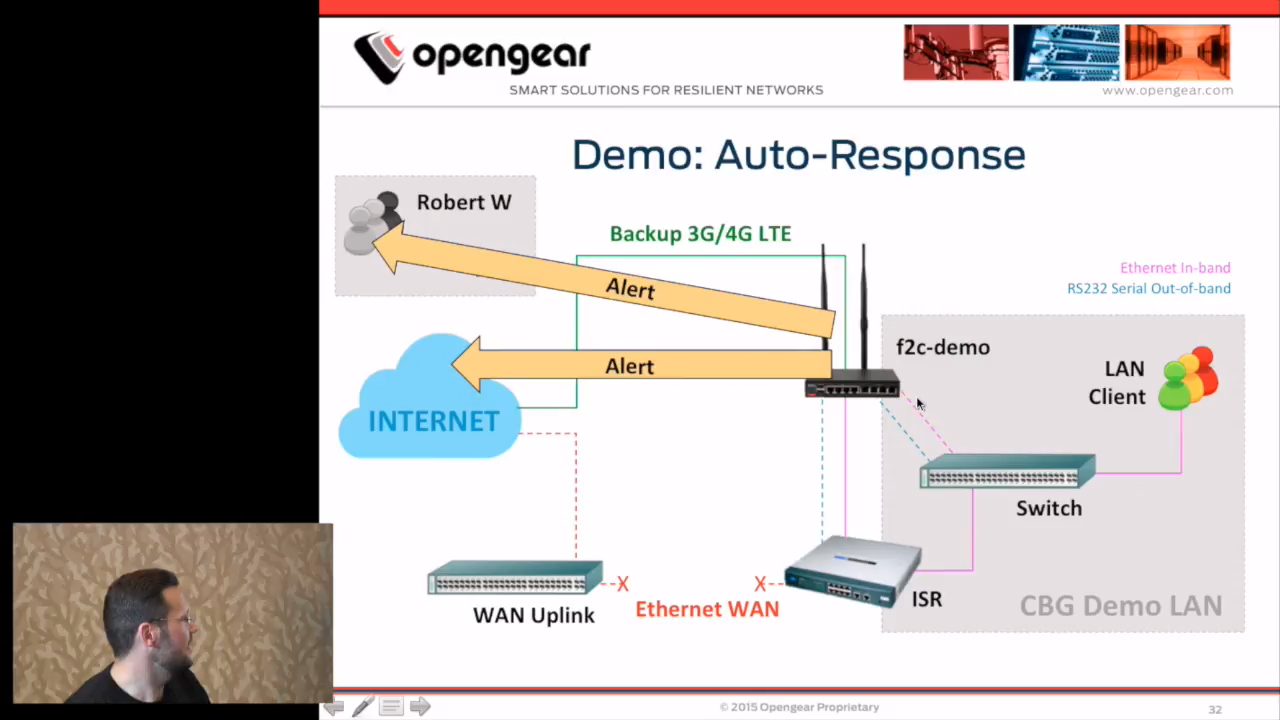 opengear
SMART SOLUTIONS FOR RESILIENT NETWORKS
www.opengear.com
Demo: Auto-Response
Robert W
Backup 3G/4G LTE
Ethernet In-band
RS232 Serial Out-of-band
Alert
f2c-demo
Alert
LAN
Client
INTERNET
Switch
X
X
WAN Uplink
Ethernet WAN
ISR
CBG Demo LAN
© 2015 Opengear Proprietary
32